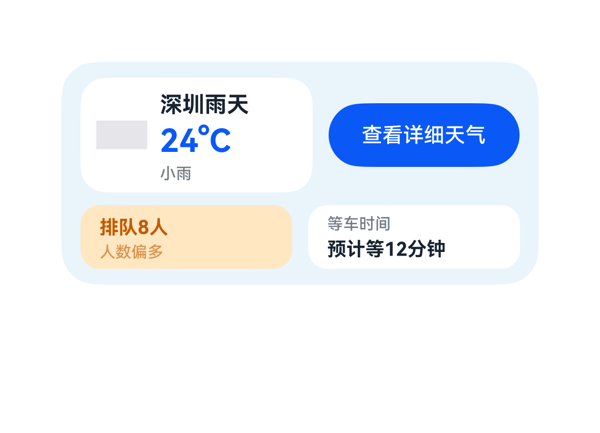 深圳雨天
24°C
小雨
查看详细天气
排队8人
人数偏多
等车时间
预计等12分钟